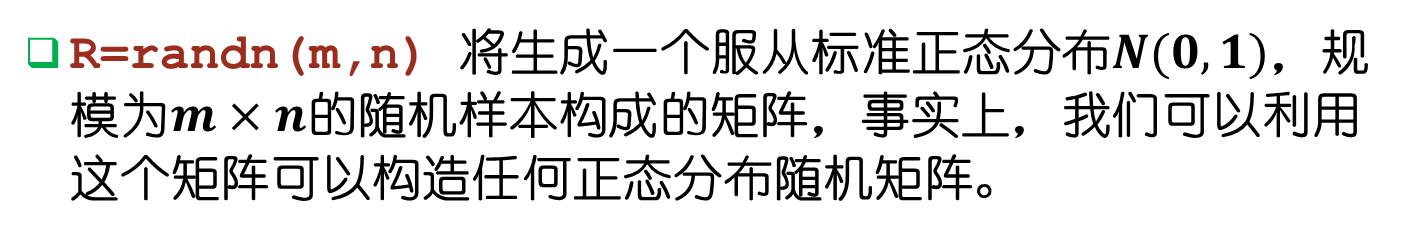 R=randn(m,n) 将生成一个服从标准正态分布N(0,1)，规
模为m × n的随机样本构成的矩阵，事实上，我们可以利用
这个矩阵可以构造任何正态分布随机矩阵。